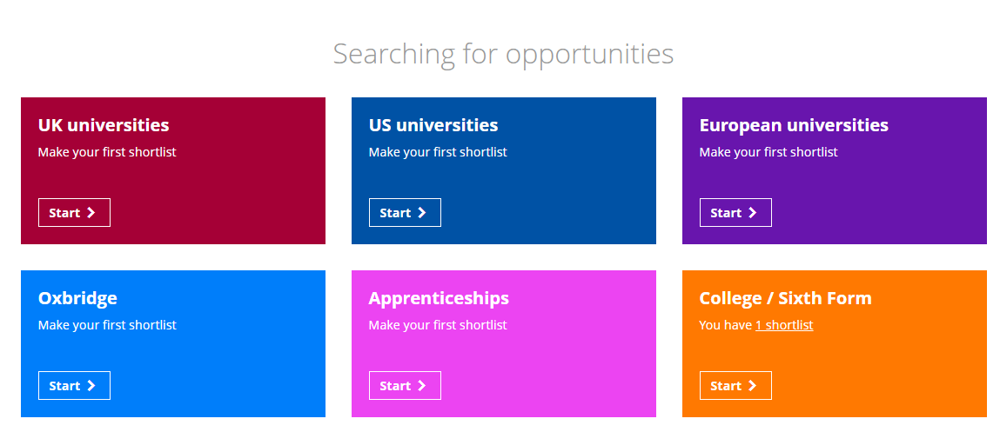 Searching for opportunities
UK universities
Make your first shortlist
Start
US universities
Make your first shortlist
Start
European universities
Make your first shortlist
Start
Oxbridge
Make your first shortlist
Start
Apprenticeships
Make your first shortlist
Start
College / Sixth Form
You have 1 shortlist
Start